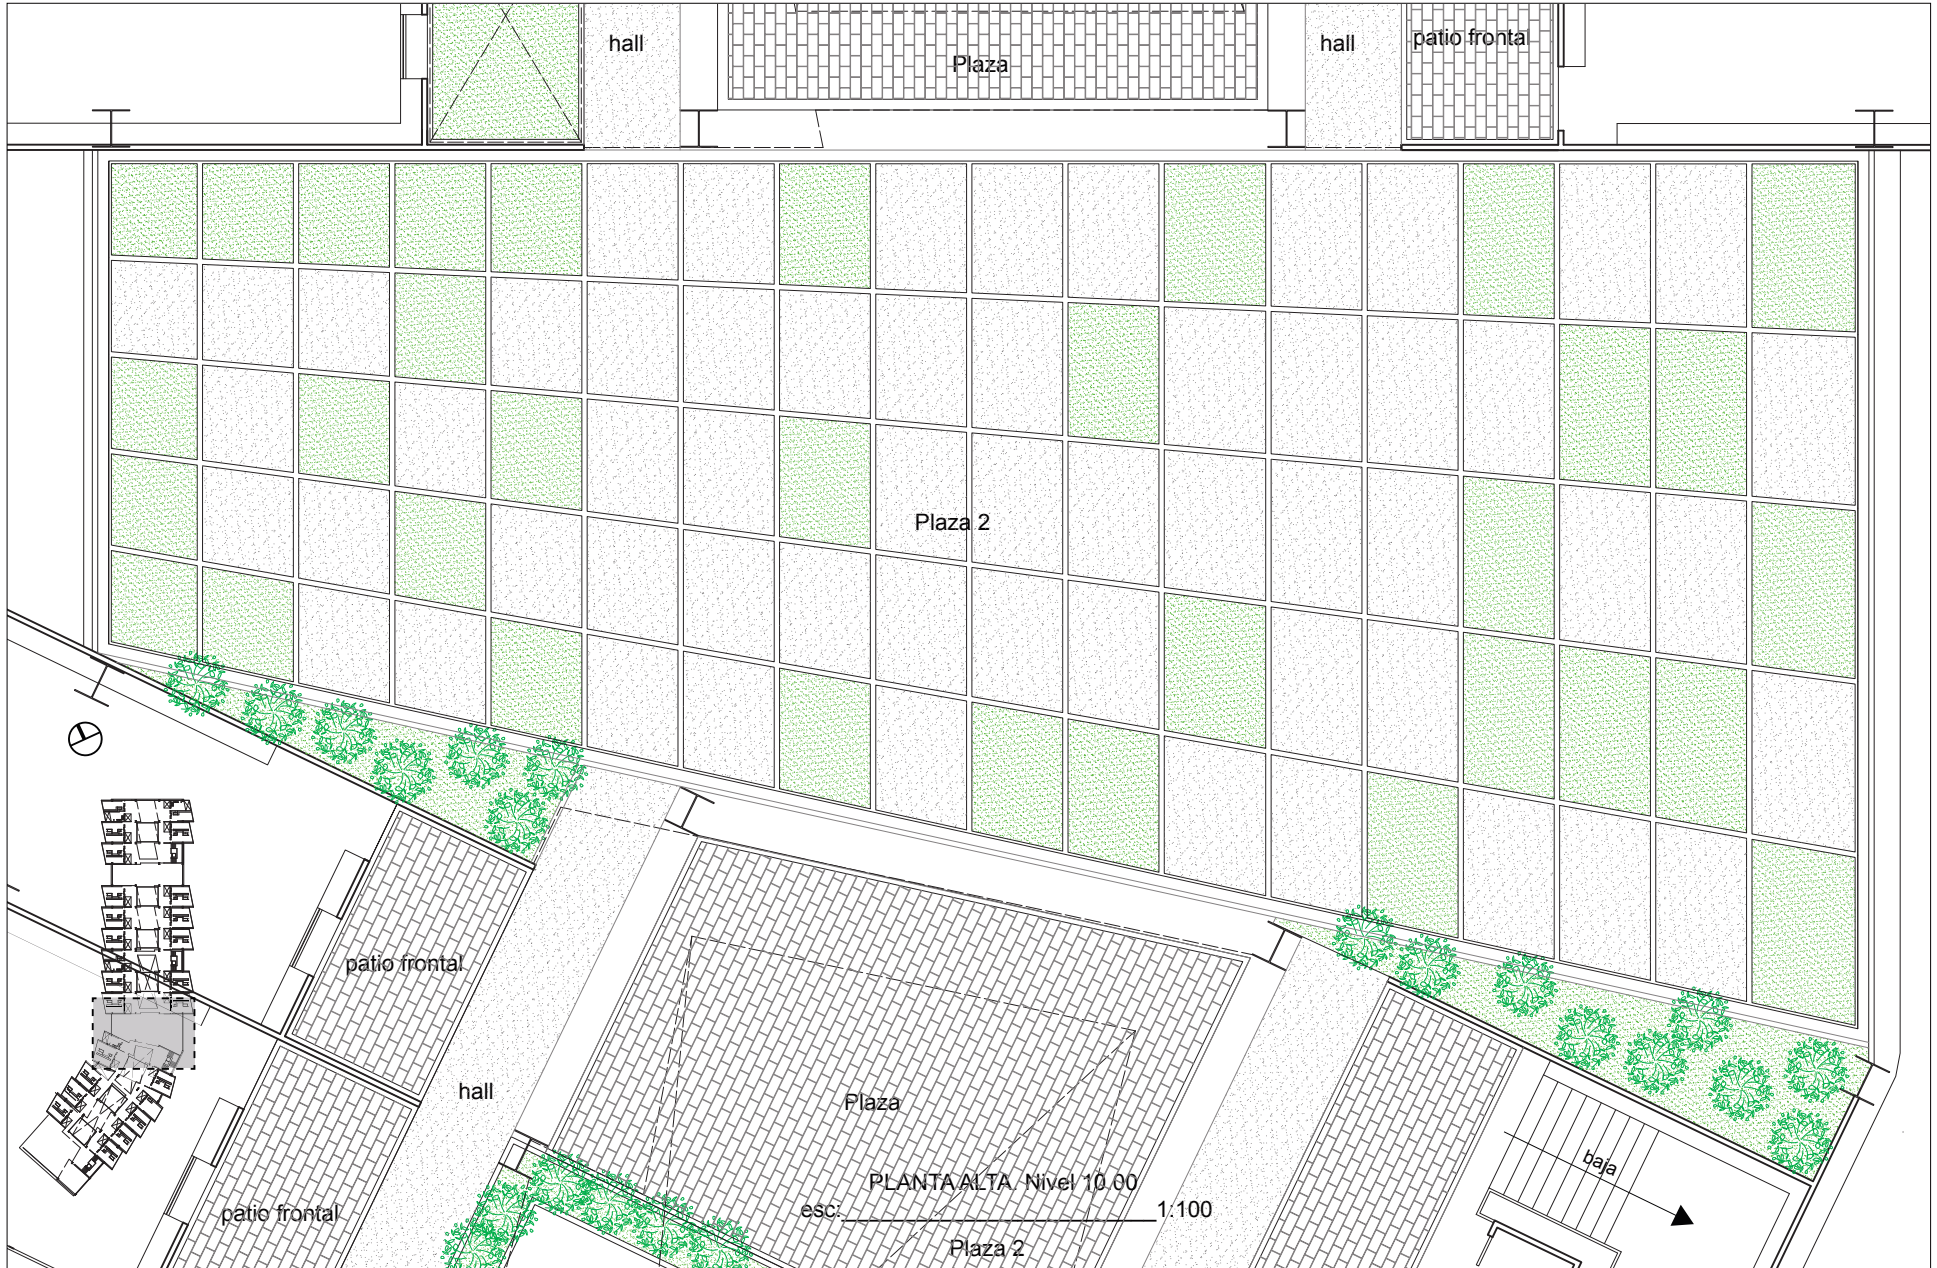 hall
Plaza
hall
patio frontal
Plaza 2
patio frontal
hall
Plaza
patio frontal
baja
PLANTA ALTA. Nivel 10.00
esc: 1:100
Plaza 2